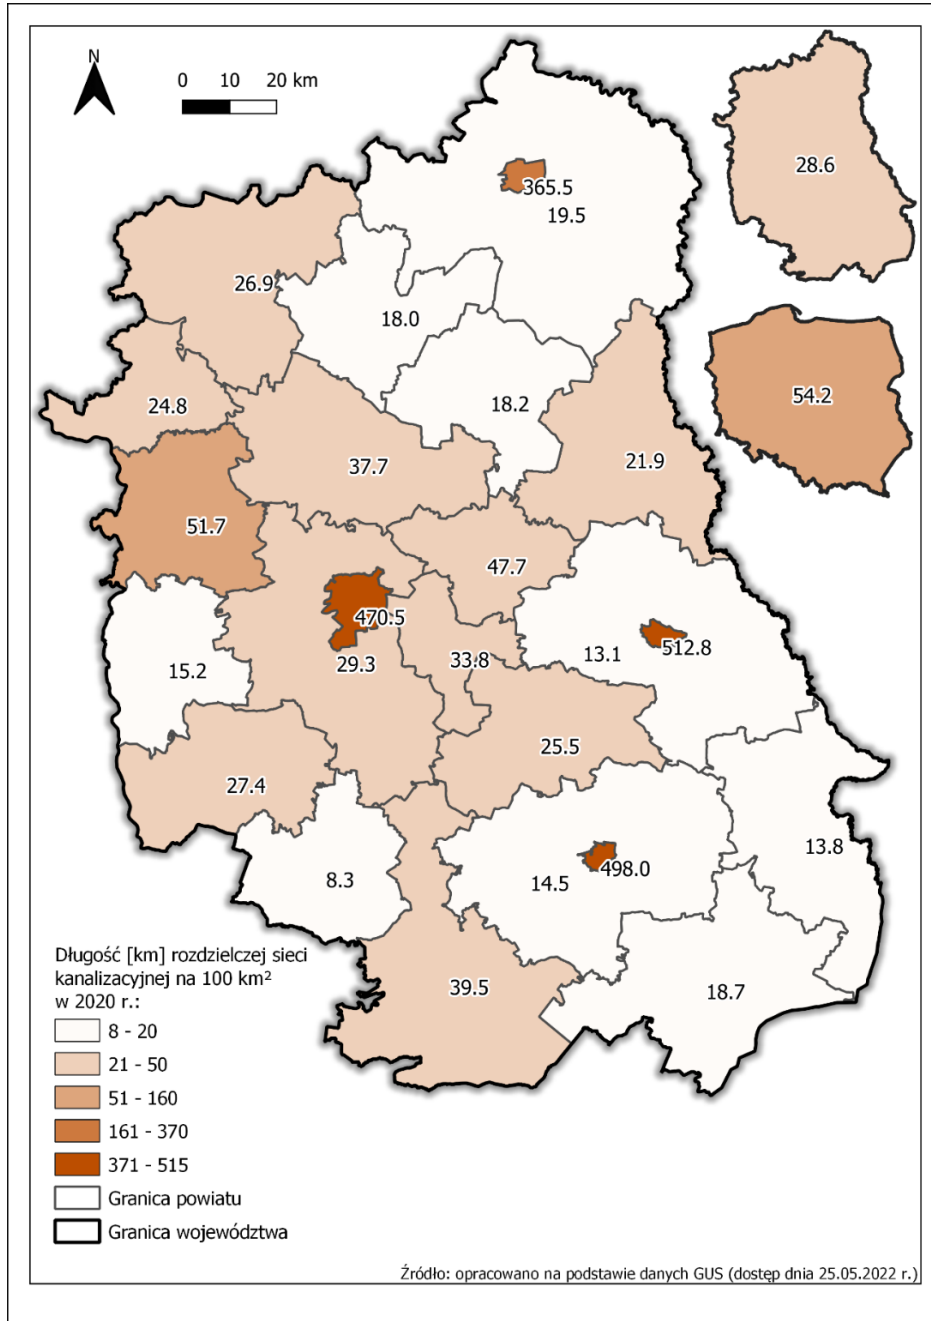 N
0 10 20 km
28.6
365.5
19.5
26.9
18.0
54.2
24.8
18.2
37.7
21.9
51.7
47.7
470.5
512.8
13.1
33.8
29.3
15.2
25.5
27.4
13.8
498.0
14.5
8.3
39.5
18.7
Długość [km] rozdzielczej sieci
kanalizacyjnej na 100 km²
w 2020 r.:
8 - 20
21 - 50
51 - 160
161 - 370
371 - 515
Granica powiatu
Granica województwa
Źródło: opracowano na podstawie danych GUS (dostęp dnia 25.05.2022 r.)